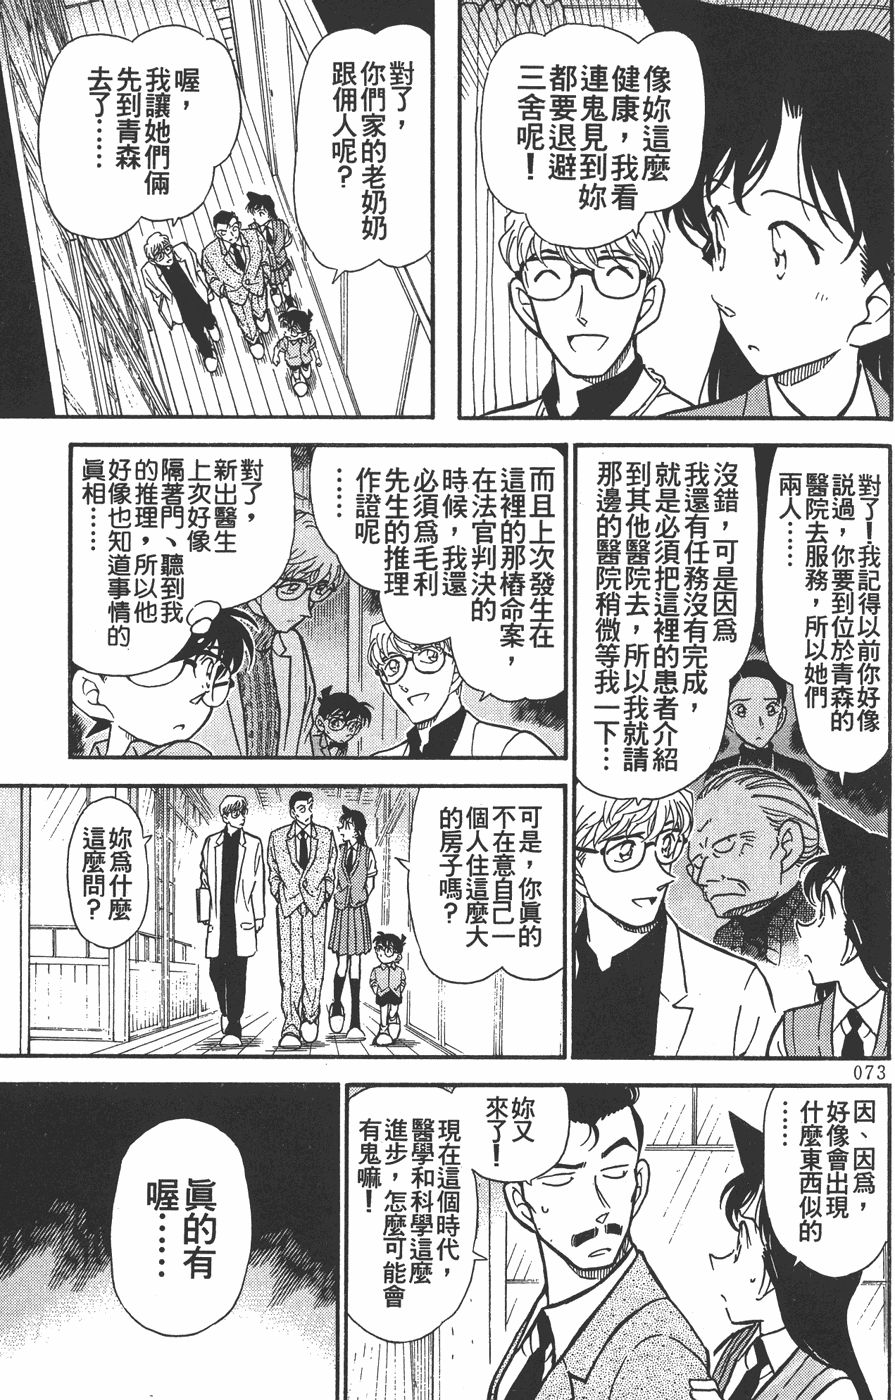 像妳這麼
健康，我看
連鬼見到妳
都要退避
三舍呢！
對了，
你們家的老奶奶
跟佣人呢？
喔，
我讓她們倆
先到青森
去了……
對了！我記得以前你好像
說過，你要到位於青森的
醫院去服務，所以她們
兩人……
沒錯，可是因為
我還有任務沒有完成，
就是必須把這裡的患者介紹
到其他醫院去，所以我就請
那邊的醫院稍微等我一下…
而且上次發生在
這裡的那樁命案，
在法官判決的
時候，我還
必須為毛利
先生的推理
作證呢
……
對了，
新出醫生
上次好像
隔著門、聽到我
的推理，所以他
好像也知道事情的
真相……
可是，你真的
不在意自己一
個人住這麼大
的房子嗎？
妳為什麼
這麼問？
073
因、因為，
好像會出現
什麼東西似的
……
妳又
來了！
現在這個時代，
醫學和科學這麼
進步，怎麼可能會
有鬼嘛！
真的有
喔……